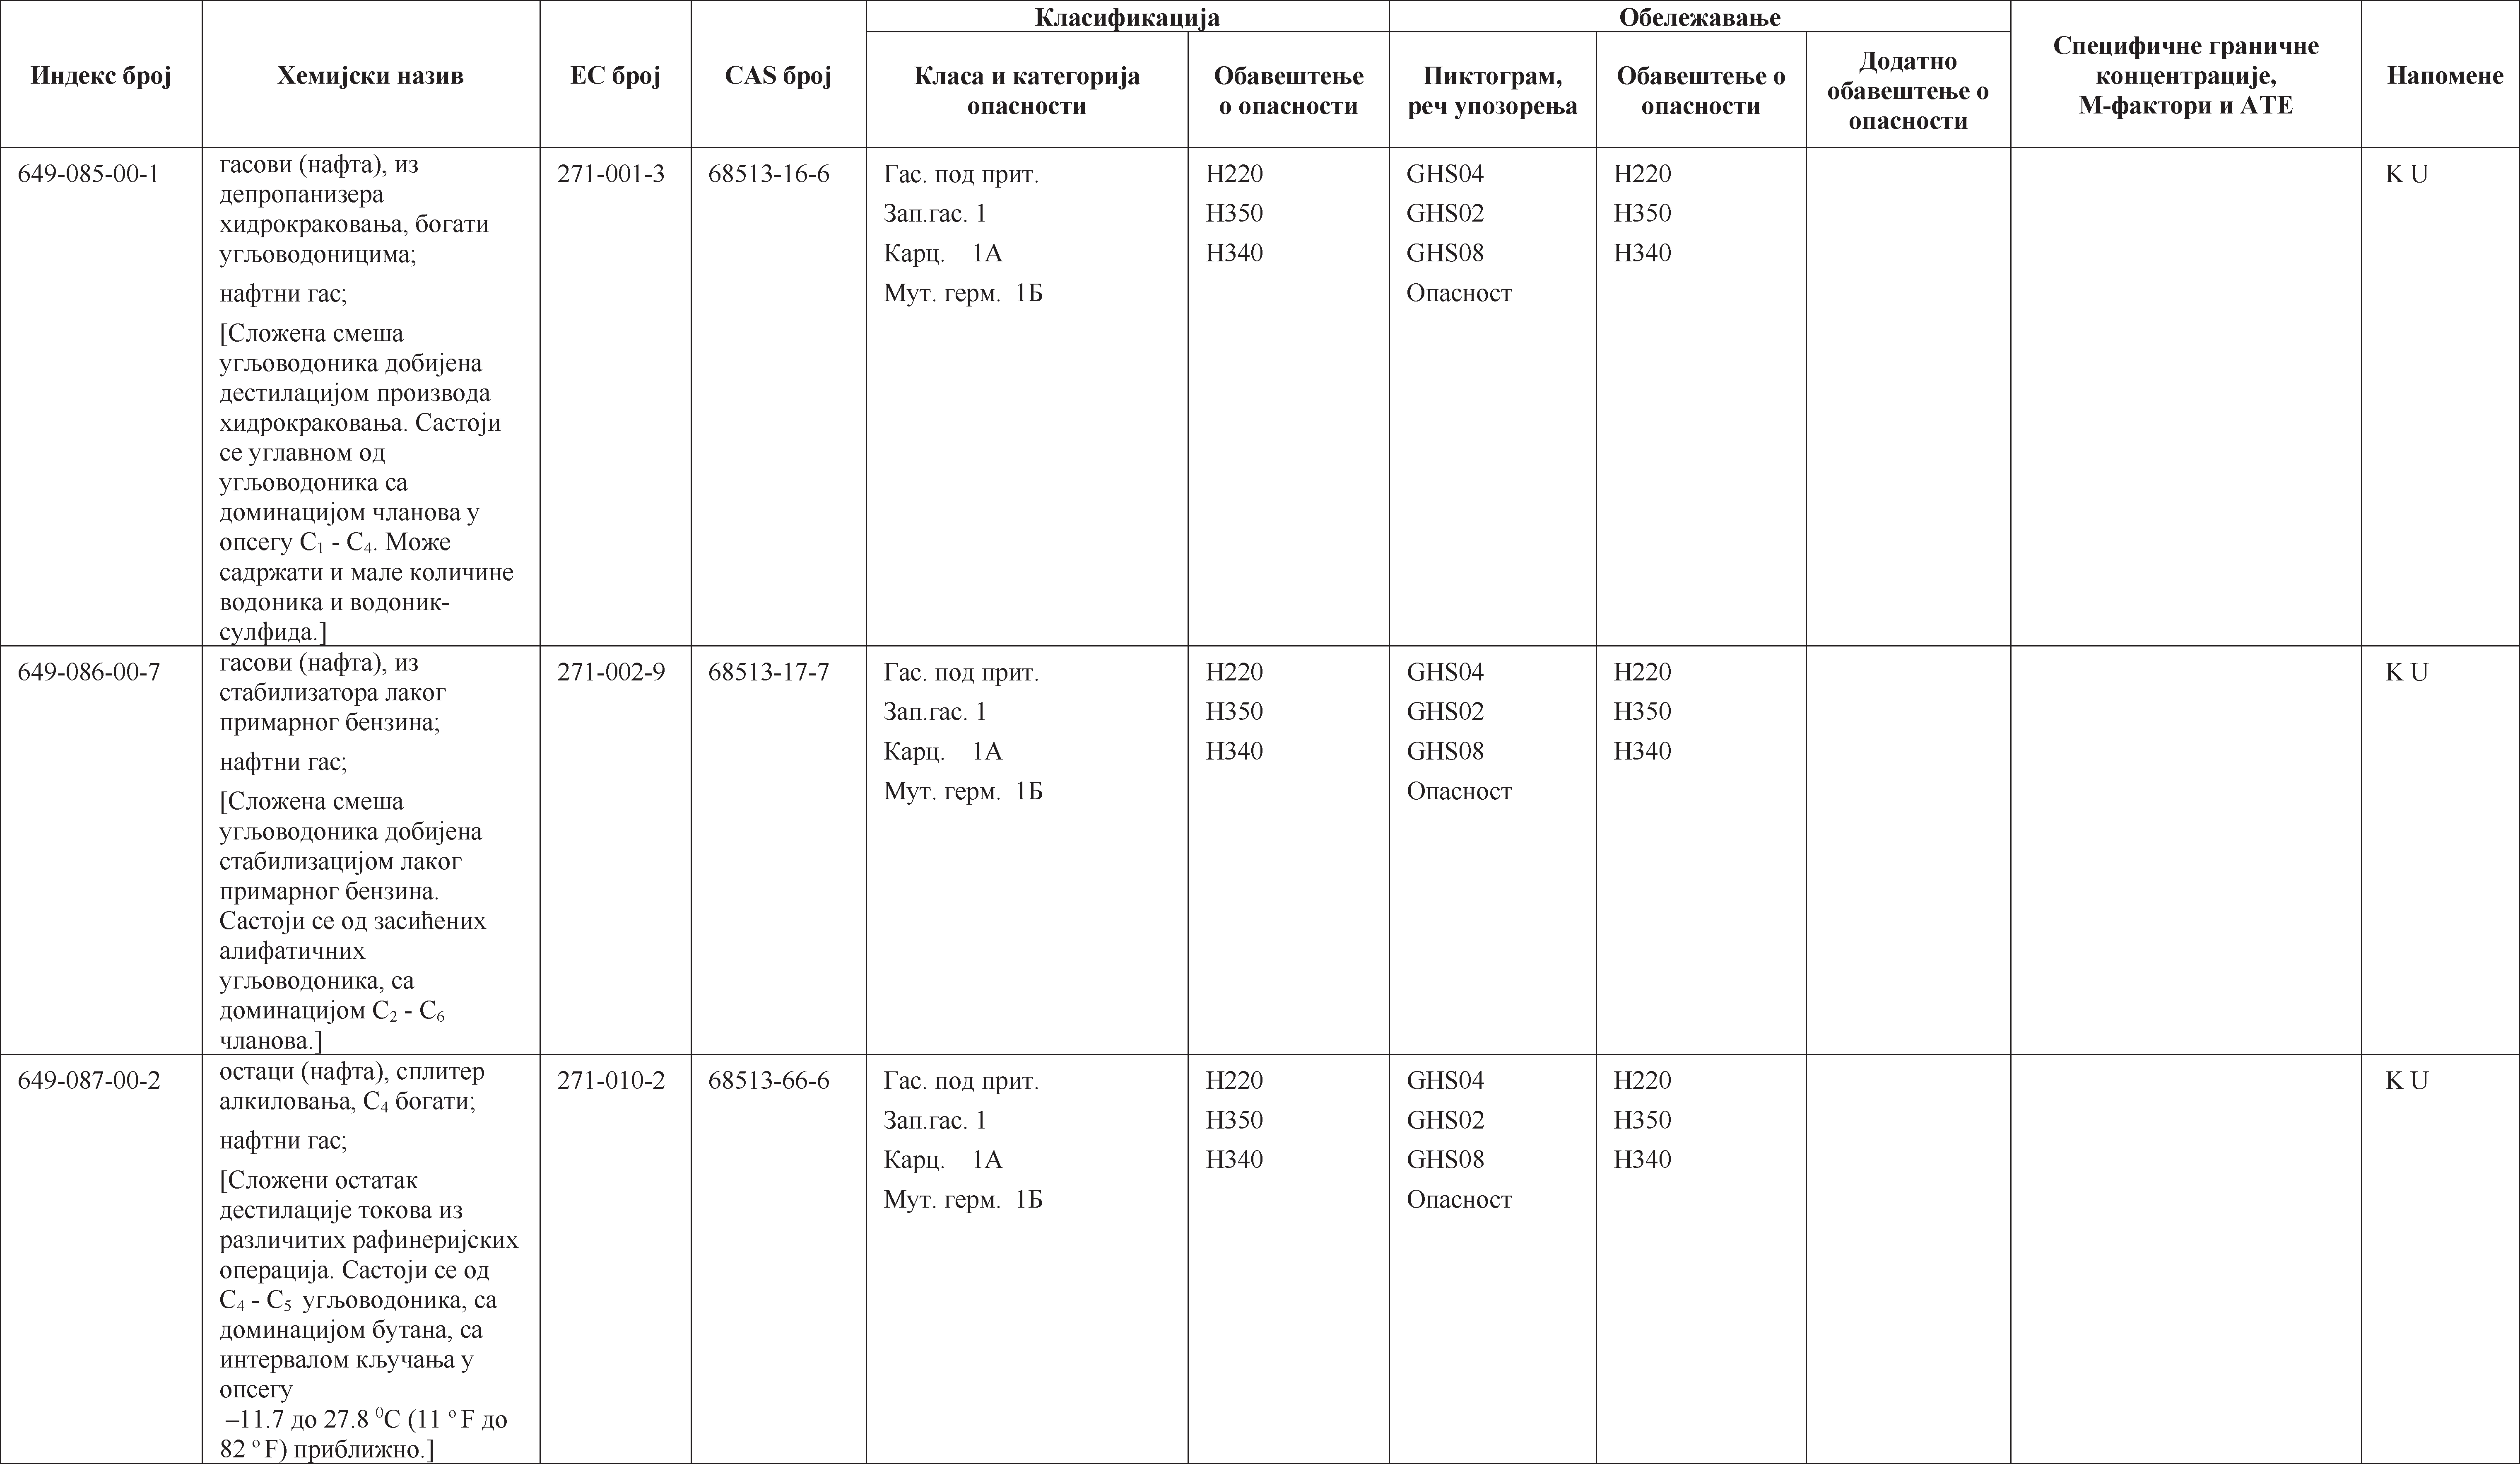 Индекс број
Хемијски назив
ЕС број
CAS број
Класификација
Класа и категорија
опасности
Обавештење
о опасности
Обележавање
Пиктограм,
реч упозорења
Обавештење о
опасности
Додатно
обавештење о
опасности
Специфичне граничне
концентрације,
М-фактори и АТЕ
Напомене
649-085-00-1
гасови (нафта), из
депропанизера
хидрокраковања, богати
угљоводоницима;
нафтни гас;
[Сложена смеша
угљоводоника добијена
дестилацијом производа
хидрокраковања. Састоји
се углавном од
угљоводоника са
доминацијом чланова у
опсегу C₁ - C₄. Може
садржати и мале количине
водоника и водоник-
сулфида.]
271-001-3
68513-16-6
Гас. под прит.
Зап.гас. 1
Карц. 1А
Мут. герм. 1Б
H220
H350
H340
GHS04
GHS02
GHS08
Опасност
H220
H350
H340
K U
649-086-00-7
гасови (нафта), из
стабилизатора лаког
примарног бензина;
нафтни гас;
[Сложена смеша
угљоводоника добијена
стабилизацијом лаког
примарног бензина.
Састоји се од засићених
алифатичних
угљоводоника, са
доминацијом C₂ - C₆
чланова.]
271-002-9
68513-17-7
Гас. под прит.
Зап.гас. 1
Карц. 1А
Мут. герм. 1Б
H220
H350
H340
GHS04
GHS02
GHS08
Опасност
H220
H350
H340
K U
649-087-00-2
остаци (нафта), сплитер
алкиловања, C₄ богати;
нафтни гас;
[Сложени остатак
дестилације токова из
различитих рафинеријских
операција. Састоји се од
C₄ - C₅ угљоводоника, са
доминацијом бутана, са
интервалом кључања у
опсегу
–11.7 до 27.8 ⁰C (11 º F до
82 º F) приближно.]
271-010-2
68513-66-6
Гас. под прит.
Зап.гас. 1
Карц. 1А
Мут. герм. 1Б
H220
H350
H340
GHS04
GHS02
GHS08
Опасност
H220
H350
H340
K U